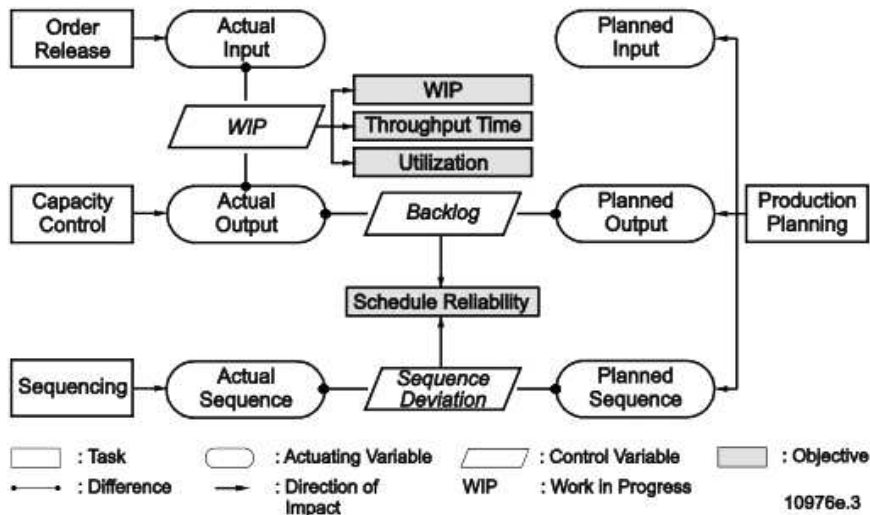 Order
Release
Actual
Input
Planned
Input
WIP
WIP
Throughput Time
Utilization
Capacity
Control
Actual
Output
Backlog
Planned
Output
Production
Planning
Schedule Reliability
Sequencing
Actual
Sequence
Sequence
Deviation
Planned
Sequence
: Task
: Actuating Variable
: Control Variable
: Objective
: Difference
: Direction of
Impact
WIP : Work in Progress
10976e.3